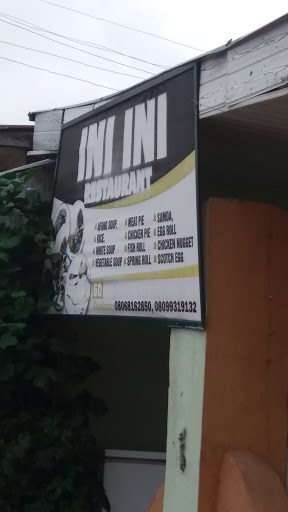 INI INI
RESTAURANT
AFANG SOUP, MEAT PIE SAMOA,
RICE, CHICKEN PIE EGG ROLL
WHITE SOUP FISH ROLL CHICKEN NUGGET
VEGETABLE SOUP SPRING ROLL SCOTCH EGG
08068162850, 08099319132